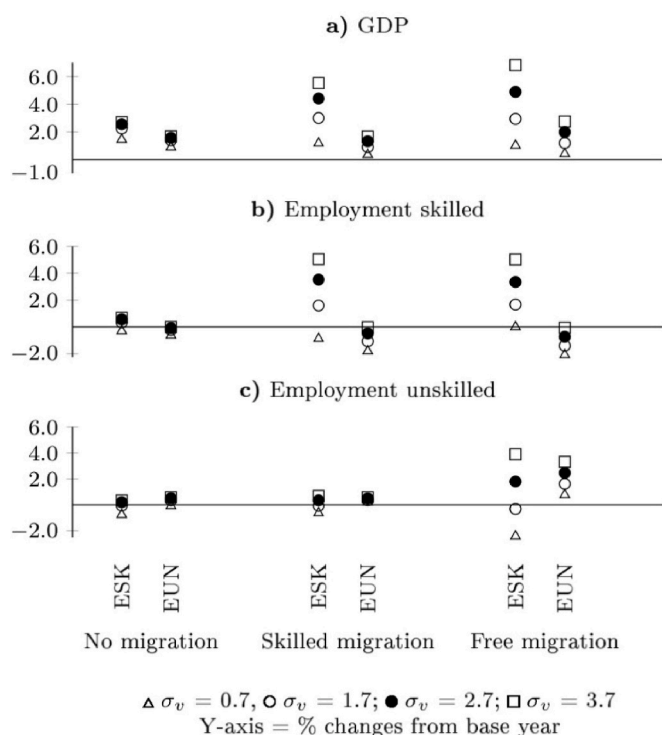 a) GDP
6.0
4.0
2.0
−1.0
b) Employment skilled
6.0
4.0
2.0
−2.0
c) Employment unskilled
6.0
4.0
2.0
−2.0
ESK
EUN
ESK
EUN
ESK
EUN
No migration
Skilled migration
Free migration
△ σᵥ = 0.7, ○ σᵥ = 1.7; ● σᵥ = 2.7; □ σᵥ = 3.7
Y-axis = % changes from base year